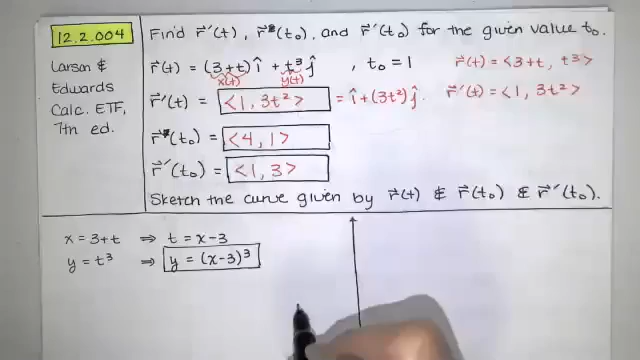 12.2.004
Larson &
Edwards
Calc. ETF,
7th ed.
Find r⃗′(t), r⃗(t₀), and r⃗′(t₀) for the given value t₀.
r⃗(t) = (3+t) î + t³ ĵ , t₀ = 1 r⃗(t) = <3+t, t³>
x(t) y(t)
r⃗′(t) = <1, 3t²> = î + (3t²) ĵ. r⃗′(t) = <1, 3t²>
r⃗(t₀) = <4, 1>
r⃗′(t₀) = <1, 3>
Sketch the curve given by r⃗(t) & r⃗(t₀) & r⃗′(t₀).
x = 3+t ⇒ t = x-3
y = t³ ⇒ y = (x-3)³